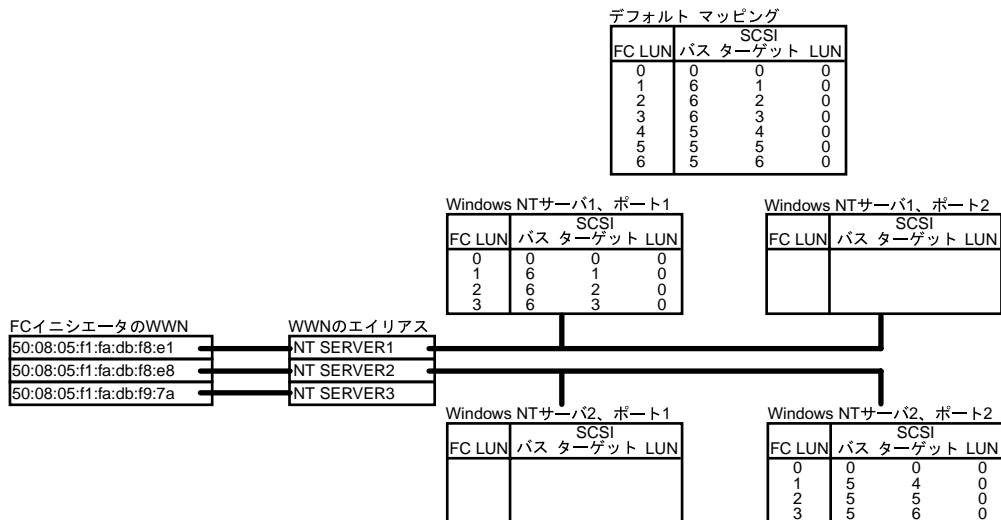 デフォルト マッピング
SCSI
FC LUN バス ターゲット LUN
0 0 0 0
1 6 1 0
2 6 2 0
3 6 3 0
4 5 4 0
5 5 5 0
6 5 6 0
Windows NTサーバ1、ポート1
SCSI
FC LUN バス ターゲット LUN
0 0 0 0
1 6 1 0
2 6 2 0
3 6 3 0
Windows NTサーバ1、ポート2
SCSI
FC LUN バス ターゲット LUN
FCイニシエータのWWN
50:08:05:f1:fa:db:f8:e1
50:08:05:f1:fa:db:f8:e8
50:08:05:f1:fa:db:f9:7a
WWNのエイリアス
NT SERVER1
NT SERVER2
NT SERVER3
Windows NTサーバ2、ポート1
SCSI
FC LUN バス ターゲット LUN
Windows NTサーバ2、ポート2
SCSI
FC LUN バス ターゲット LUN
0 0 0 0
1 5 4 0
2 5 5 0
3 5 6 0